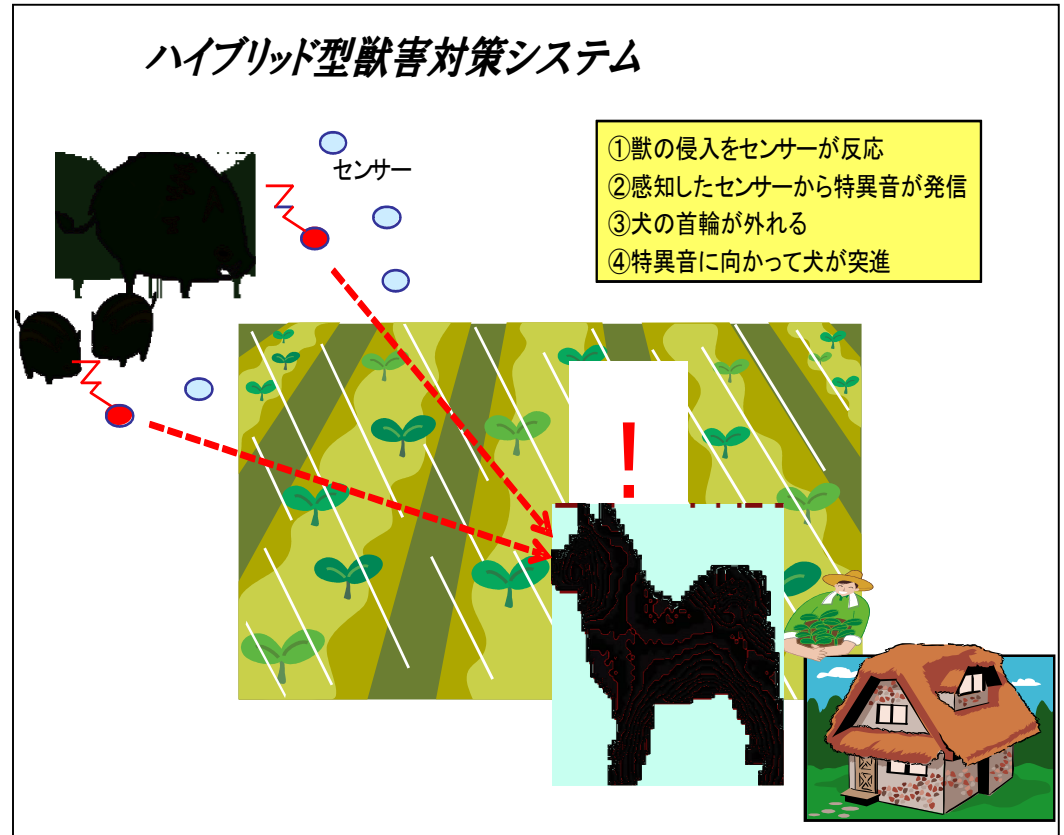 ハイブリッド型獣害対策システム
センサー
①獣の侵入をセンサーが反応
②感知したセンサーから特異音が発信
③犬の首輪が外れる
④特異音に向かって犬が突進
!